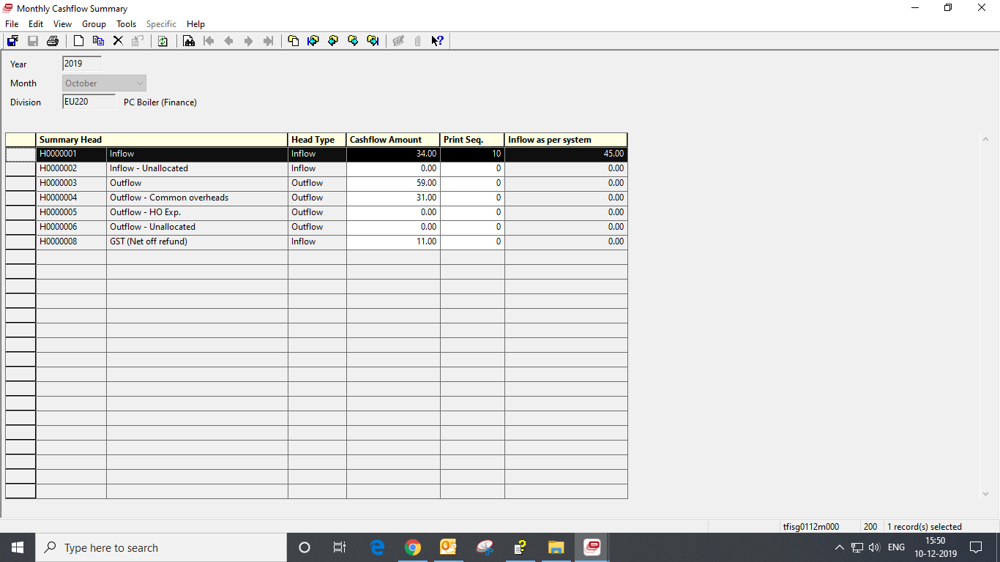 Monthly Cashflow Summary
File Edit View Group Tools Specific Help
Year 2019
Month October
Division EU220 PC Boiler (Finance)
Summary Head Head Type Cashflow Amount Print Seq. Inflow as per system
H0000001 Inflow Inflow 34.00 10 45.00
H0000002 Inflow - Unallocated Inflow 0.00 0 0.00
H0000003 Outflow Outflow 59.00 0 0.00
H0000004 Outflow - Common overheads Outflow 31.00 0 0.00
H0000005 Outflow - HO Exp. Outflow 0.00 0 0.00
H0000006 Outflow - Unallocated Outflow 0.00 0 0.00
H0000008 GST (Net off refund) Inflow 11.00 0 0.00
tfisg0112m000 200 1 record(s) selected
Type here to search
ENG
15:50
10-12-2019